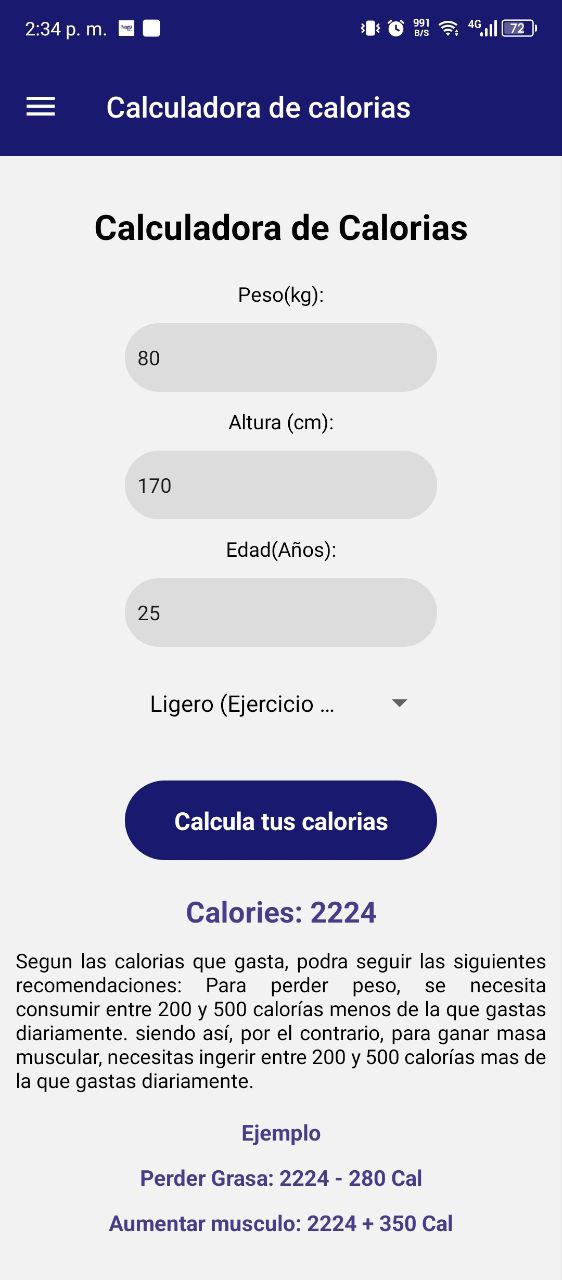 2:34 p. m.
991
B/S
4G
72
Calculadora de calorias
Calculadora de Calorias
Peso(kg):
80
Altura (cm):
170
Edad(Años):
25
Ligero (Ejercicio ...
Calcula tus calorias
Calories: 2224
Segun las calorias que gasta, podra seguir las siguientes
recomendaciones: Para perder peso, se necesita
consumir entre 200 y 500 calorías menos de la que gastas
diariamente. siendo así, por el contrario, para ganar masa
muscular, necesitas ingerir entre 200 y 500 calorías mas de
la que gastas diariamente.
Ejemplo
Perder Grasa: 2224 - 280 Cal
Aumentar musculo: 2224 + 350 Cal